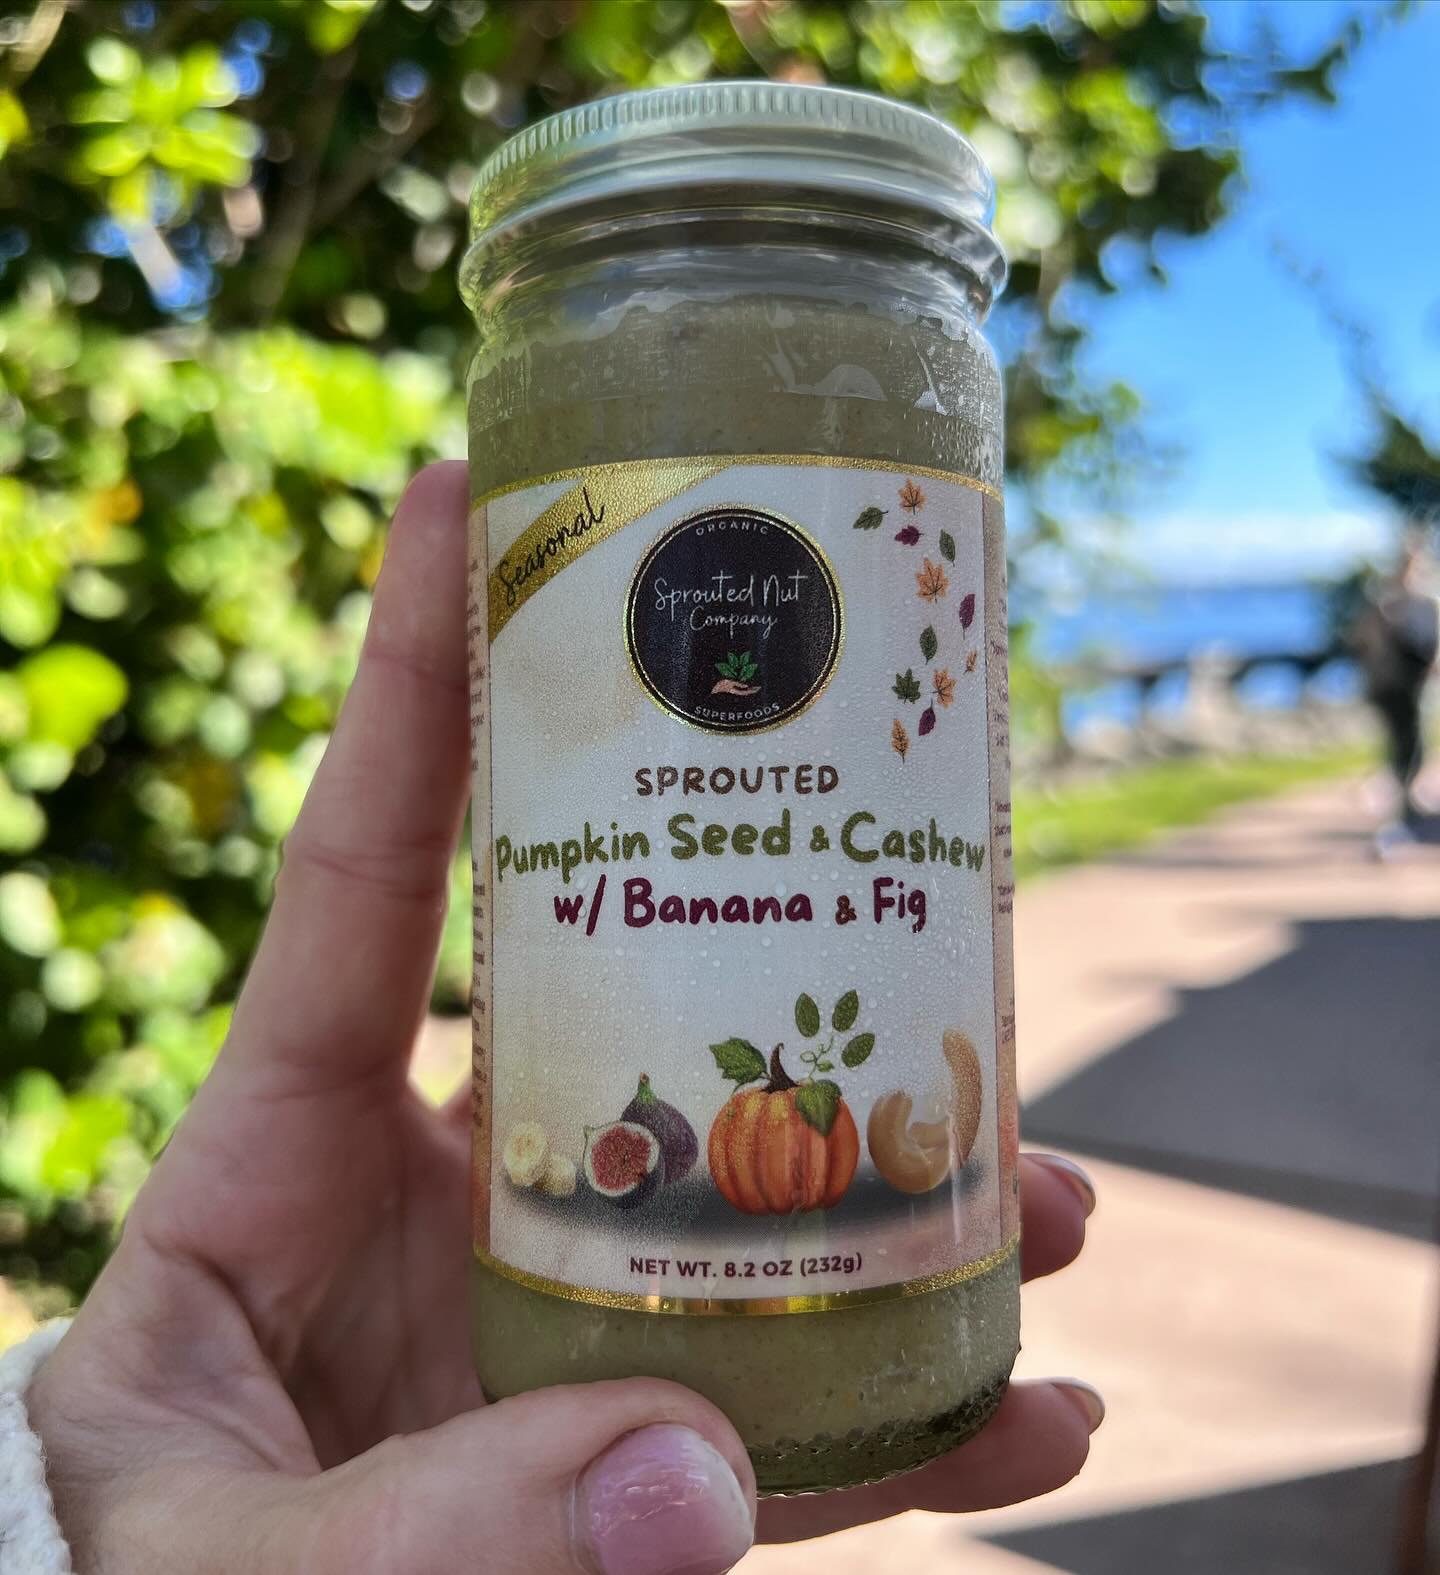 Seasonal
ORGANIC
Sprouted Nut
Company
SUPERFOODS
SPROUTED
Pumpkin Seed & Cashew
w/ Banana & Fig
NET WT. 8.2 OZ (232g)